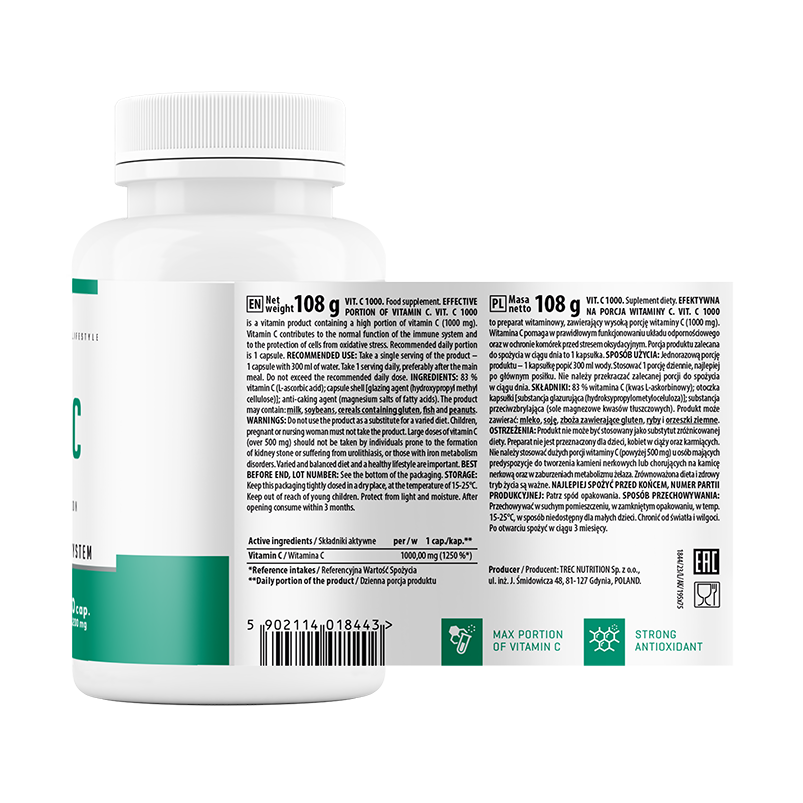 IFESTYLE
C
ON
YSTEM
0 cap.
1200 mg
EN Net weight 108 g VIT. C 1000. Food supplement. EFFECTIVE
PORTION OF VITAMIN C. VIT. C 1000
is a vitamin product containing a high portion of vitamin C (1000 mg).
Vitamin C contributes to the normal function of the immune system and
to the protection of cells from oxidative stress. Recommended daily portion
is 1 capsule. RECOMMENDED USE: Take a single serving of the product –
1 capsule with 300 ml of water. Take 1 serving daily, preferably after the main
meal. Do not exceed the recommended daily dose. INGREDIENTS: 83 %
vitamin C (L-ascorbic acid); capsule shell [glazing agent (hydroxypropyl methyl
cellulose)]; anti-caking agent (magnesium salts of fatty acids). The product
may contain: milk, soybeans, cereals containing gluten, fish and peanuts.
WARNINGS: Do not use the product as a substitute for a varied diet. Children,
pregnant or nursing woman must not take the product. Large doses of vitamin C
(over 500 mg) should not be taken by individuals prone to the formation
of kidney stone or suffering from urolithiasis, or those with iron metabolism
disorders. Varied and balanced diet and a healthy lifestyle are important. BEST
BEFORE END, LOT NUMBER: See the bottom of the packaging. STORAGE:
Keep this packaging tightly closed in a dry place, at the temperature of 15-25°C.
Keep out of reach of young children. Protect from light and moisture. After
opening consume within 3 months.
Active ingredients / Składniki aktywne per / w 1 cap./kap.**
Vitamin C / Witamina C 1000,00 mg (1250 %*)
*Reference intakes / Referencyjna Wartość Spożycia
**Daily portion of the product / Dzienna porcja produktu
5 902114 018443 >
PL Masa netto 108 g VIT. C 1000. Suplement diety. EFEKTYWNA
NA PORCJA WITAMINY C. VIT. C 1000
to preparat witaminowy, zawierający wysoką porcję witaminy C (1000 mg).
Witamina C pomaga w prawidłowym funkcjonowaniu układu odpornościowego
oraz w ochronie komórek przed stresem oksydacyjnym. Porcja produktu zalecana
do spożycia w ciągu dnia to 1 kapsułka. SPOSÓB UŻYCIA: Jednorazową porcję
produktu – 1 kapsułkę popić 300 ml wody. Stosować 1 porcję dziennie, najlepiej
po głównym posiłku. Nie należy przekraczać zalecanej porcji do spożycia
w ciągu dnia. SKŁADNIKI: 83 % witamina C (kwas L-askorbinowy); otoczka
kapsułki [substancja glazurująca (hydroksypropylometyloceluloza)]; substancja
przeciwzbrylająca (sole magnezowe kwasów tłuszczowych). Produkt może
zawierać: mleko, soję, zboża zawierające gluten, ryby i orzeszki ziemne.
OSTRZEŻENIA: Produkt nie może być stosowany jako substytut zróżnicowanej
diety. Preparat nie jest przeznaczony dla dzieci, kobiet w ciąży oraz karmiących.
Nie należy stosować dużych porcji witaminy C (powyżej 500 mg) u osób mających
predyspozycje do tworzenia kamieni nerkowych lub chorujących na kamicę
nerkową oraz w zaburzeniach metabolizmu żelaza. Zrównoważona dieta i zdrowy
tryb życia są ważne. NAJLEPIEJ SPOŻYĆ PRZED KOŃCEM, NUMER PARTII
PRODUKCYJNEJ: Patrz spód opakowania. SPOSÓB PRZECHOWYWANIA:
Przechowywać w suchym pomieszczeniu, w zamkniętym opakowaniu, w temp.
15-25°C, w sposób niedostępny dla małych dzieci. Chronić od światła i wilgoci.
Po otwarciu spożyć w ciągu 3 miesięcy.
Producer / Producent: TREC NUTRITION Sp. z o.o.,
ul. inż. J. Śmidowicza 48, 81-127 Gdynia, POLAND.
EAC
MAX PORTION
OF VITAMIN C
STRONG
ANTIOXIDANT